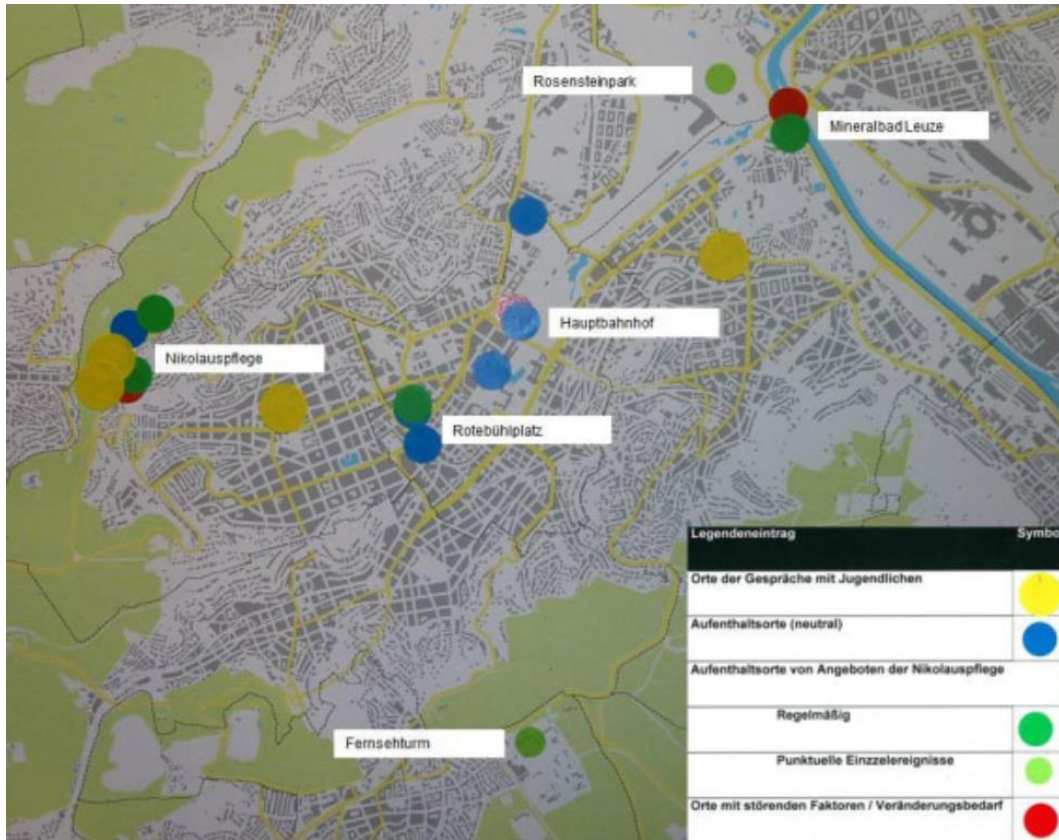 Rosensteinpark
Mineralbad Leuze
Hauptbahnhof
Nikolauspflege
Rotebühlplatz
Fernsehturm
Legendeneintrag
Symbo
Orte der Gespräche mit Jugendlichen
Aufenthaltsorte (neutral)
Aufenthaltsorte von Angeboten der Nikolauspflege
Regelmäßig
Punktuelle Einzzelereignisse
Orte mit störenden Faktoren / Veränderungsbedarf